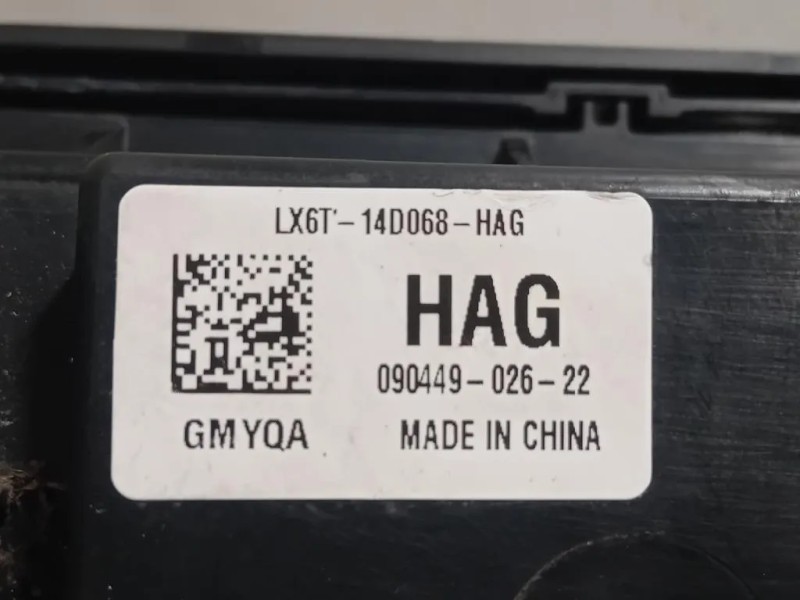 LX6T-14D068-HAG
HAG
090449-026-22
GMYQA
MADE IN CHINA